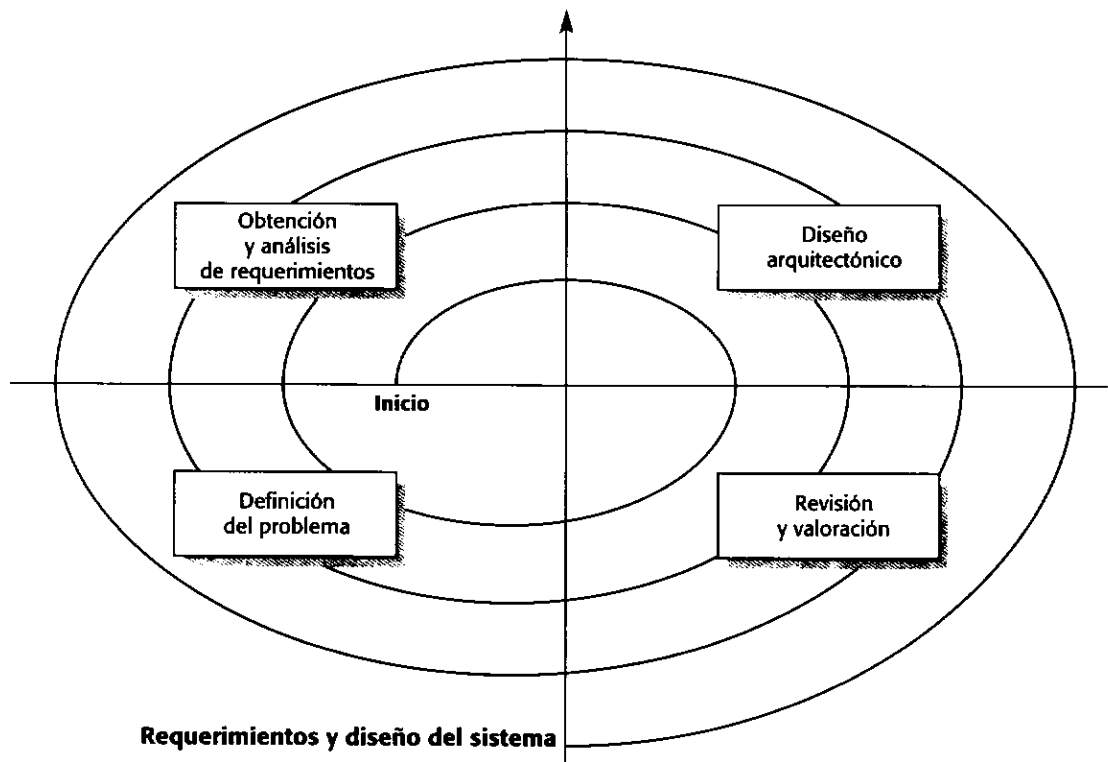 Obtención
y análisis
de requerimientos
Diseño
arquitectónico
Inicio
Definición
del problema
Revisión
y valoración
Requerimientos y diseño del sistema